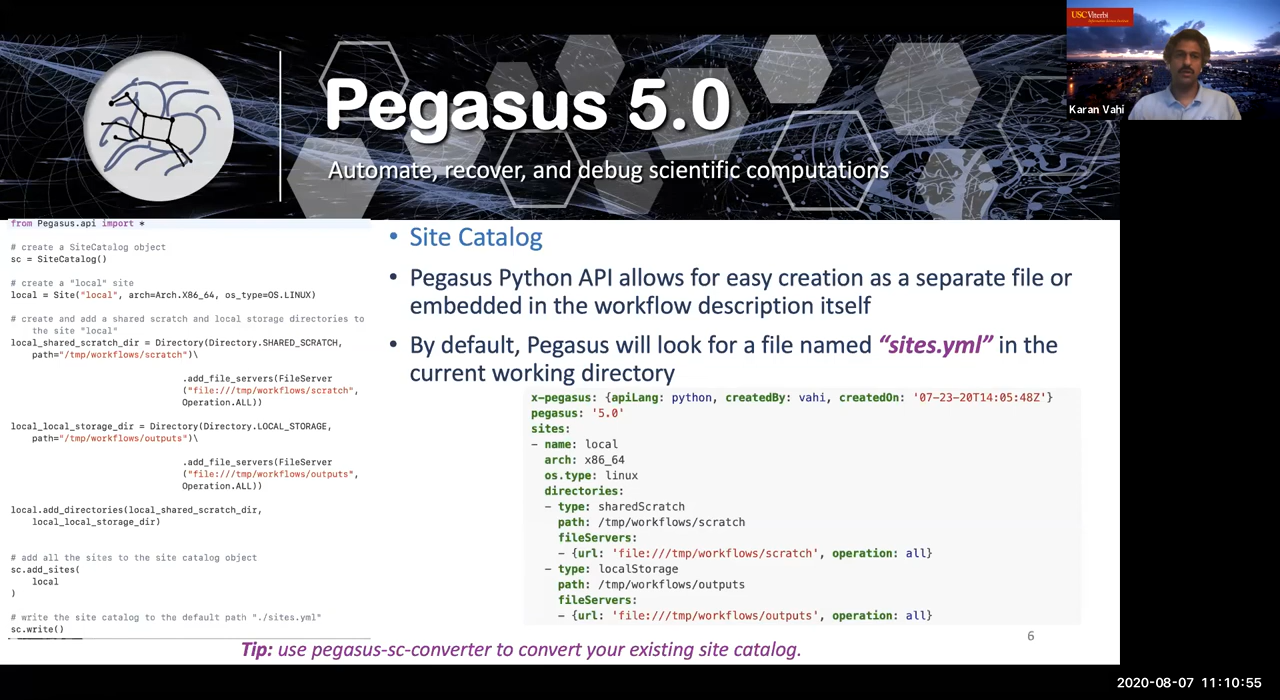 USC Viterbi
Karan Vahi
Pegasus 5.0
Automate, recover, and debug scientific computations
from Pegasus.api import *
# create a SiteCatalog object
sc = SiteCatalog()
# create a "local" site
local = Site("local", arch=Arch.X86_64, os_type=OS.LINUX)
# create and add a shared scratch and local storage directories to
the site "local"
local_shared_scratch_dir = Directory(Directory.SHARED_SCRATCH,
path="/tmp/workflows/scratch")\
.add_file_servers(FileServer
("file:///tmp/workflows/scratch",
Operation.ALL))
local_local_storage_dir = Directory(Directory.LOCAL_STORAGE,
path="/tmp/workflows/outputs")\
.add_file_servers(FileServer
("file:///tmp/workflows/outputs",
Operation.ALL))
local.add_directories(local_shared_scratch_dir,
local_local_storage_dir)
# add all the sites to the site catalog object
sc.add_sites(
local
)
# write the site catalog to the default path "./sites.yml"
sc.write()
• Site Catalog
• Pegasus Python API allows for easy creation as a separate file or
embedded in the workflow description itself
• By default, Pegasus will look for a file named “sites.yml” in the
current working directory
x-pegasus: {apiLang: python, createdBy: vahi, createdOn: '07-23-20T14:05:48Z'}
pegasus: '5.0'
sites:
- name: local
arch: x86_64
os.type: linux
directories:
- type: sharedScratch
path: /tmp/workflows/scratch
fileServers:
- {url: 'file:///tmp/workflows/scratch', operation: all}
- type: localStorage
path: /tmp/workflows/outputs
fileServers:
- {url: 'file:///tmp/workflows/outputs', operation: all}
6
Tip: use pegasus-sc-converter to convert your existing site catalog.
2020-08-07 11:10:55